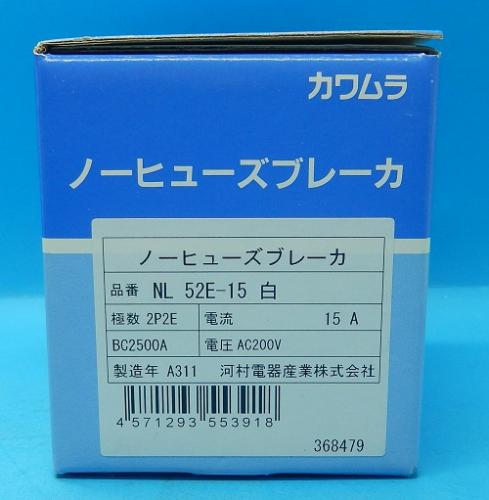 カワムラ
ノーヒューズブレーカ
ノーヒューズブレーカ
品番 NL 52E-15 白
極数 2P2E 電流 15 A
BC2500A 電圧 AC200V
製造年 A311 河村電器産業株式会社
4 571293 553918
368479